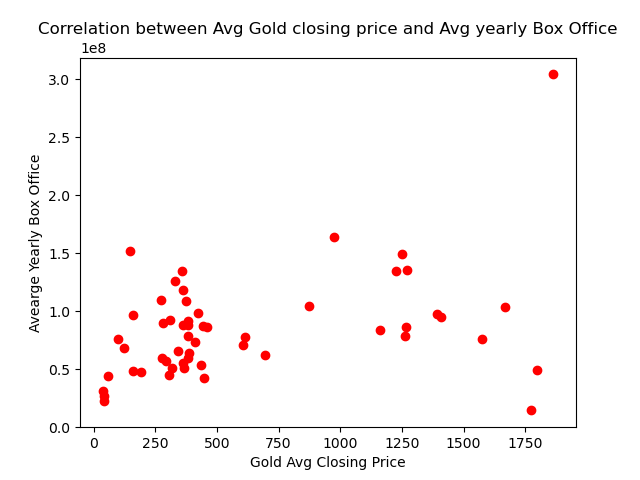 Correlation between Avg Gold closing price and Avg yearly Box Office
1e8
3.0
2.5
2.0
1.5
1.0
0.5
0.0
Avearge Yearly Box Office
0 250 500 750 1000 1250 1500 1750
Gold Avg Closing Price